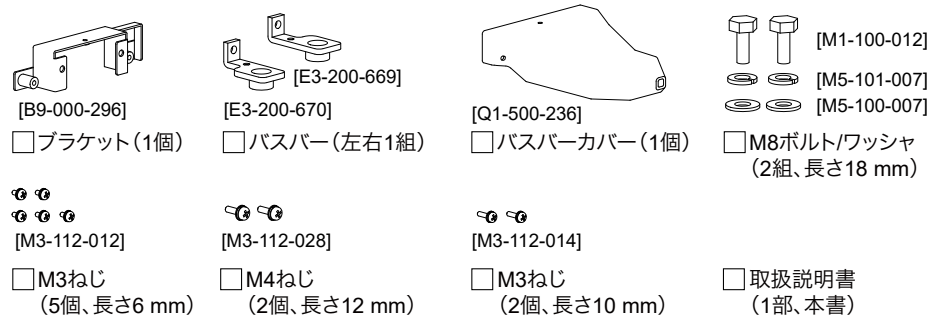 [B9-000-296]
□ブラケット（1個）
[E3-200-669]
[E3-200-670]
□バスバー（左右1組）
[Q1-500-236]
□バスバーカバー（1個）
[M1-100-012]
[M5-101-007]
[M5-100-007]
□M8ボルト/ワッシャ
（2組、長さ18 mm）
[M3-112-012]
□M3ねじ
（5個、長さ6 mm）
[M3-112-028]
□M4ねじ
（2個、長さ12 mm）
[M3-112-014]
□M3ねじ
（2個、長さ10 mm）
□取扱説明書
（1部、本書）